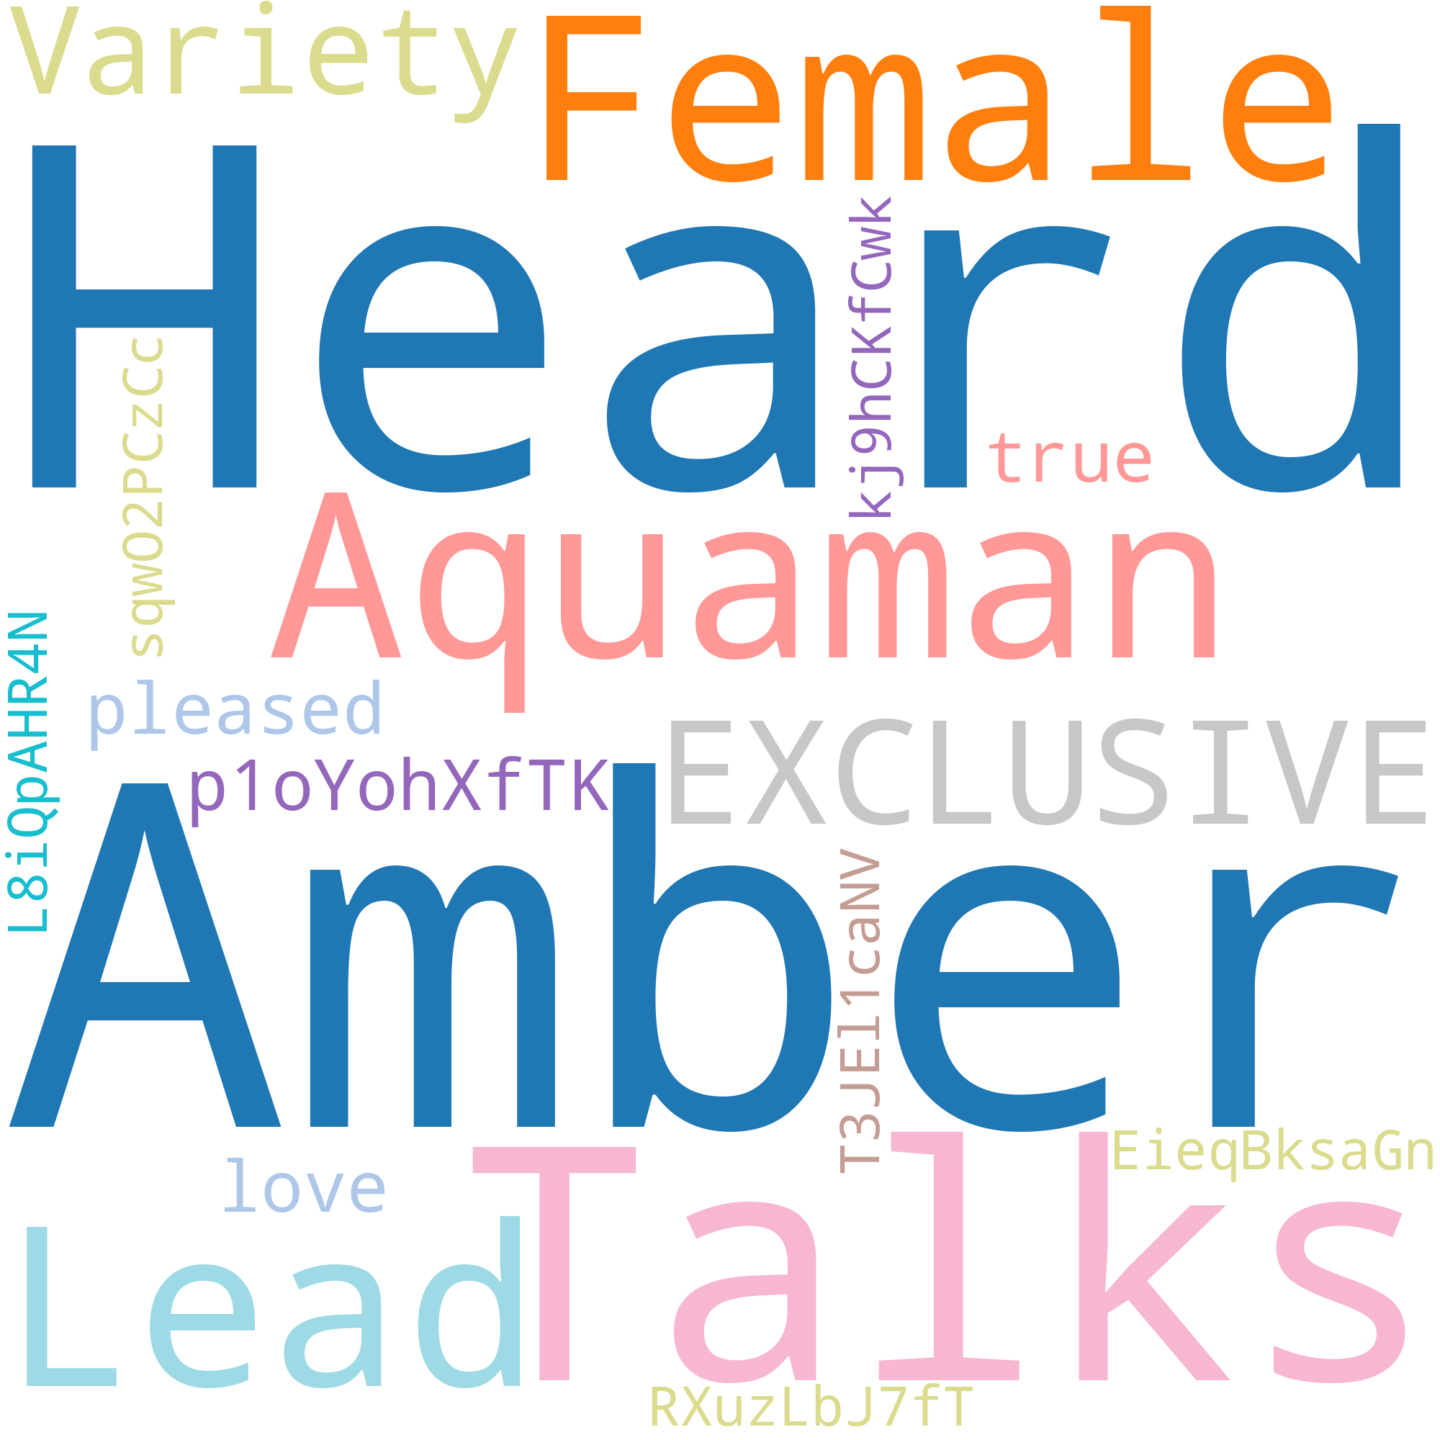 Variety
Female
Heard
kj9hCKfCwk
sqwO2PCzCc
true
Aquaman
L8iQpAHR4N
pleased
EXCLUSIVE
p1oYohXfTK
Amber
T3JEl1caNV
EieqBksaGn
love
Talks
Lead
RXuzLbJ7fT